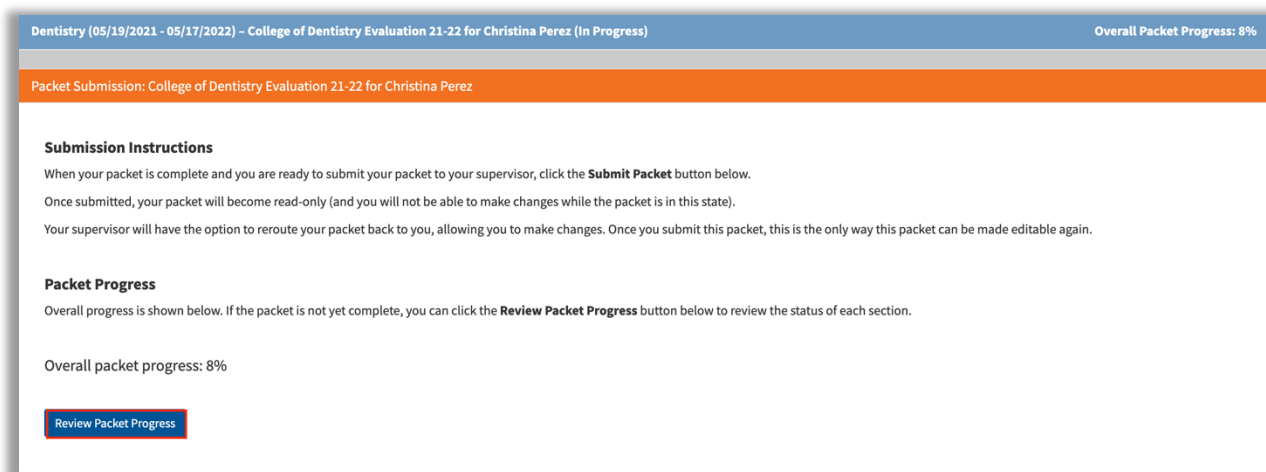 Dentistry (05/19/2021 - 05/17/2022) – College of Dentistry Evaluation 21-22 for Christina Perez (In Progress)
Overall Packet Progress: 8%
Packet Submission: College of Dentistry Evaluation 21-22 for Christina Perez
Submission Instructions
When your packet is complete and you are ready to submit your packet to your supervisor, click the Submit Packet button below.
Once submitted, your packet will become read-only (and you will not be able to make changes while the packet is in this state).
Your supervisor will have the option to reroute your packet back to you, allowing you to make changes. Once you submit this packet, this is the only way this packet can be made editable again.
Packet Progress
Overall progress is shown below. If the packet is not yet complete, you can click the Review Packet Progress button below to review the status of each section.
Overall packet progress: 8%
Review Packet Progress